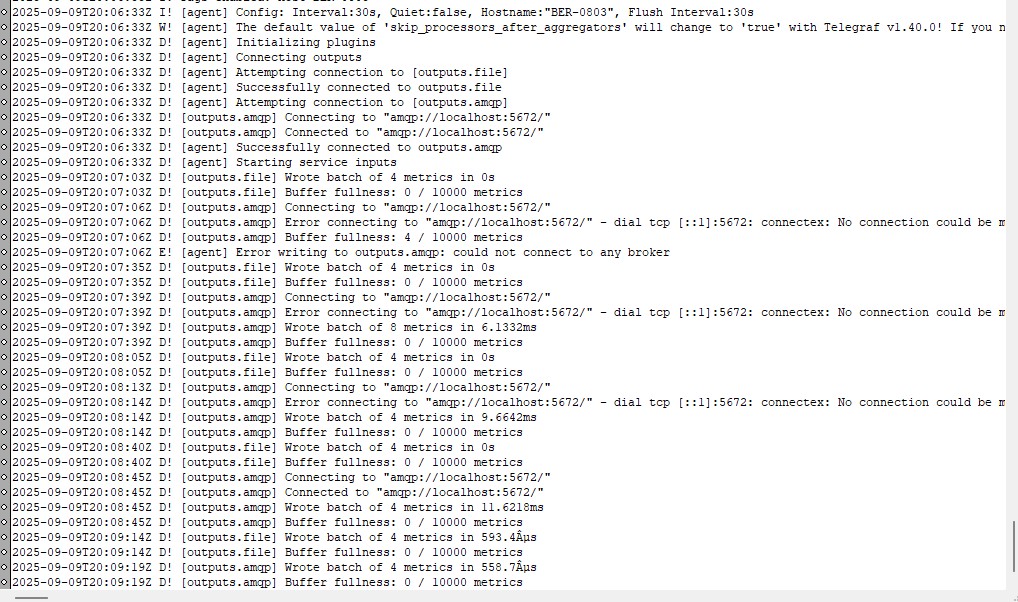 2025-09-09T20:06:33Z I! [agent] Config: Interval:30s, Quiet:false, Hostname:"BER-0803", Flush Interval:30s
2025-09-09T20:06:33Z W! [agent] The default value of 'skip_processors_after_aggregators' will change to 'true' with Telegraf v1.40.0! If you n
2025-09-09T20:06:33Z D! [agent] Initializing plugins
2025-09-09T20:06:33Z D! [agent] Connecting outputs
2025-09-09T20:06:33Z D! [agent] Attempting connection to [outputs.file]
2025-09-09T20:06:33Z D! [agent] Successfully connected to outputs.file
2025-09-09T20:06:33Z D! [agent] Attempting connection to [outputs.amqp]
2025-09-09T20:06:33Z D! [outputs.amqp] Connecting to "amqp://localhost:5672/"
2025-09-09T20:06:33Z D! [outputs.amqp] Connected to "amqp://localhost:5672/"
2025-09-09T20:06:33Z D! [agent] Successfully connected to outputs.amqp
2025-09-09T20:06:33Z D! [agent] Starting service inputs
2025-09-09T20:07:03Z D! [outputs.file] Wrote batch of 4 metrics in 0s
2025-09-09T20:07:03Z D! [outputs.file] Buffer fullness: 0 / 10000 metrics
2025-09-09T20:07:06Z D! [outputs.amqp] Connecting to "amqp://localhost:5672/"
2025-09-09T20:07:06Z D! [outputs.amqp] Error connecting to "amqp://localhost:5672/" - dial tcp [::1]:5672: connectex: No connection could be m
2025-09-09T20:07:06Z D! [outputs.amqp] Buffer fullness: 4 / 10000 metrics
2025-09-09T20:07:06Z E! [agent] Error writing to outputs.amqp: could not connect to any broker
2025-09-09T20:07:35Z D! [outputs.file] Wrote batch of 4 metrics in 0s
2025-09-09T20:07:35Z D! [outputs.file] Buffer fullness: 0 / 10000 metrics
2025-09-09T20:07:39Z D! [outputs.amqp] Connecting to "amqp://localhost:5672/"
2025-09-09T20:07:39Z D! [outputs.amqp] Error connecting to "amqp://localhost:5672/" - dial tcp [::1]:5672: connectex: No connection could be m
2025-09-09T20:07:39Z D! [outputs.amqp] Wrote batch of 8 metrics in 6.1332ms
2025-09-09T20:07:39Z D! [outputs.amqp] Buffer fullness: 0 / 10000 metrics
2025-09-09T20:08:05Z D! [outputs.file] Wrote batch of 4 metrics in 0s
2025-09-09T20:08:05Z D! [outputs.file] Buffer fullness: 0 / 10000 metrics
2025-09-09T20:08:13Z D! [outputs.amqp] Connecting to "amqp://localhost:5672/"
2025-09-09T20:08:14Z D! [outputs.amqp] Error connecting to "amqp://localhost:5672/" - dial tcp [::1]:5672: connectex: No connection could be m
2025-09-09T20:08:14Z D! [outputs.amqp] Wrote batch of 4 metrics in 9.6642ms
2025-09-09T20:08:14Z D! [outputs.amqp] Buffer fullness: 0 / 10000 metrics
2025-09-09T20:08:40Z D! [outputs.file] Wrote batch of 4 metrics in 0s
2025-09-09T20:08:40Z D! [outputs.file] Buffer fullness: 0 / 10000 metrics
2025-09-09T20:08:45Z D! [outputs.amqp] Connecting to "amqp://localhost:5672/"
2025-09-09T20:08:45Z D! [outputs.amqp] Connected to "amqp://localhost:5672/"
2025-09-09T20:08:45Z D! [outputs.amqp] Wrote batch of 4 metrics in 11.6218ms
2025-09-09T20:08:45Z D! [outputs.amqp] Buffer fullness: 0 / 10000 metrics
2025-09-09T20:09:14Z D! [outputs.file] Wrote batch of 4 metrics in 593.4Âµs
2025-09-09T20:09:14Z D! [outputs.file] Buffer fullness: 0 / 10000 metrics
2025-09-09T20:09:19Z D! [outputs.amqp] Wrote batch of 4 metrics in 558.7Âµs
2025-09-09T20:09:19Z D! [outputs.amqp] Buffer fullness: 0 / 10000 metrics